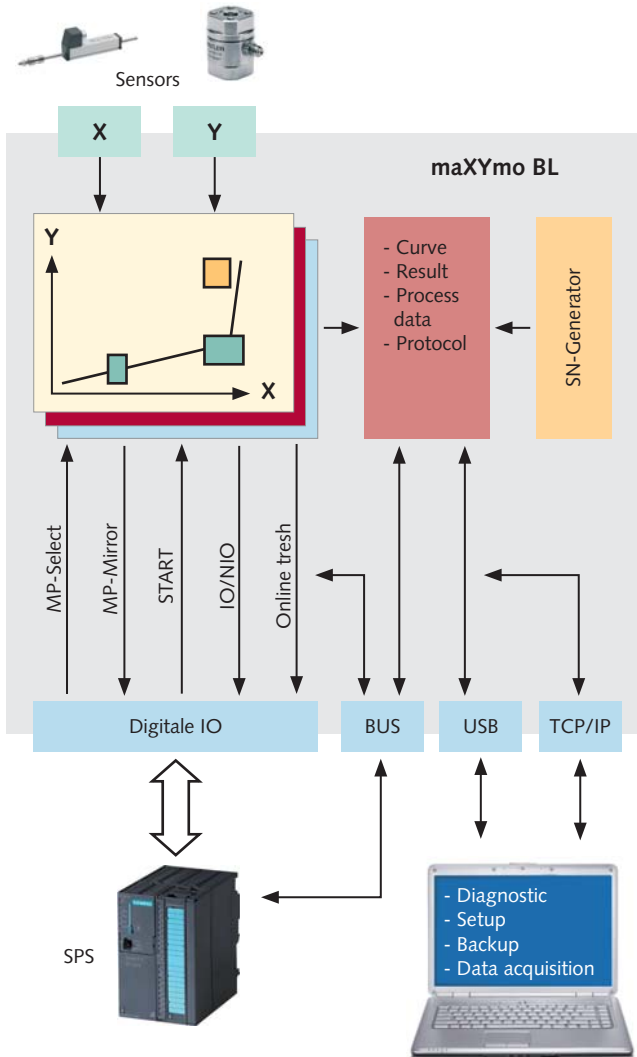 Sensors
X
Y
maXYmo BL
Y
X
- Curve
- Result
- Process
data
- Protocol
SN-Generator
MP-Select
MP-Mirror
START
IO/NIO
Online tresh
Digitale IO
BUS
USB
TCP/IP
SPS
SIEMENS
- Diagnostic
- Setup
- Backup
- Data acquisition